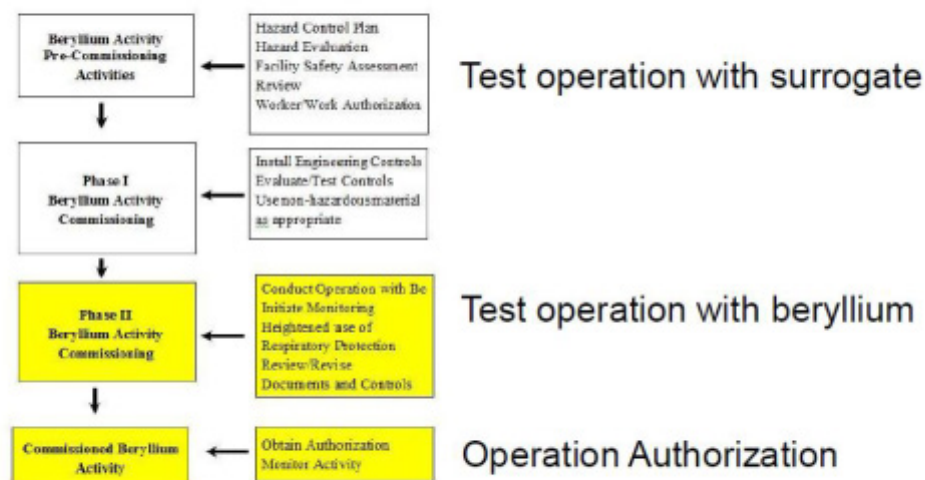 Beryllium Activity
Pre-Commissioning
Activities
Hazard Control Plan
Hazard Evaluation
Facility Safety Assessment
Review
Worker/Work Authorization
Test operation with surrogate
Phase I
Beryllium Activity
Commissioning
Install Engineering Controls
Evaluate/Test Controls
Use non-hazardousmaterial
as appropriate
Phase II
Beryllium Activity
Commissioning
Conduct Operation with Be
Initiate Monitoring
Heightened use of
Respiratory Protection
Review/Revise
Documents and Controls
Test operation with beryllium
Commissioned Beryllium
Activity
Obtain Authorization
Monitor Activity
Operation Authorization